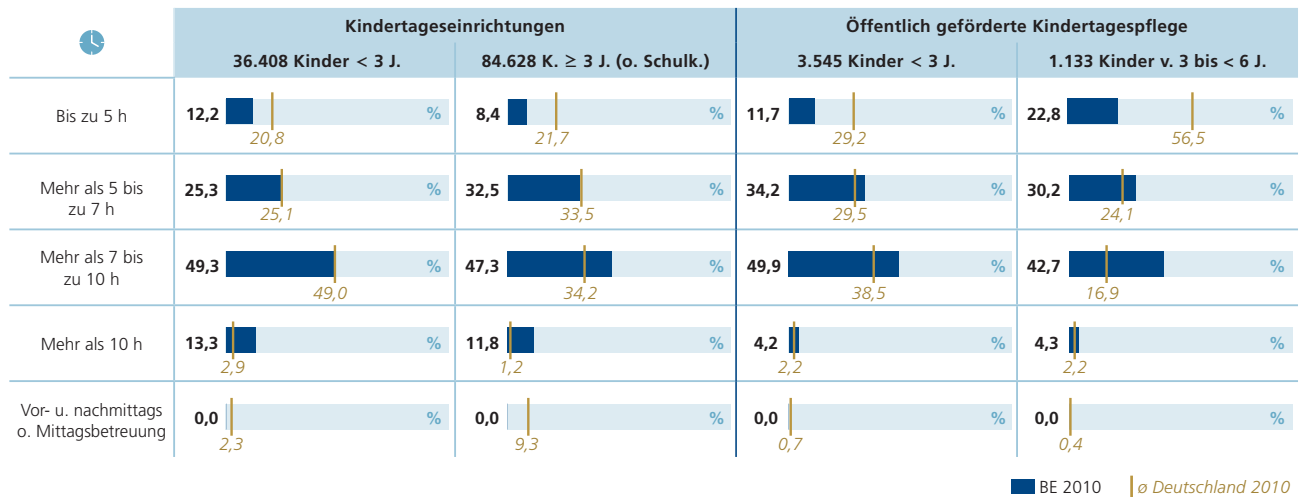 Kindertageseinrichtungen
Öffentlich geförderte Kindertagespflege
36.408 Kinder < 3 J.
84.628 K. ≥ 3 J. (o. Schulk.)
3.545 Kinder < 3 J.
1.133 Kinder v. 3 bis < 6 J.
Bis zu 5 h
12,2 %
20,8
8,4 %
21,7
11,7 %
29,2
22,8 %
56,5
Mehr als 5 bis
zu 7 h
25,3 %
25,1
32,5 %
33,5
34,2 %
29,5
30,2 %
24,1
Mehr als 7 bis
zu 10 h
49,3 %
49,0
47,3 %
34,2
49,9 %
38,5
42,7 %
16,9
Mehr als 10 h
13,3 %
2,9
11,8 %
1,2
4,2 %
2,2
4,3 %
2,2
Vor- u. nachmittags
o. Mittagsbetreuung
0,0 %
2,3
0,0 %
9,3
0,0 %
0,7
0,0 %
0,4
BE 2010
ø Deutschland 2010